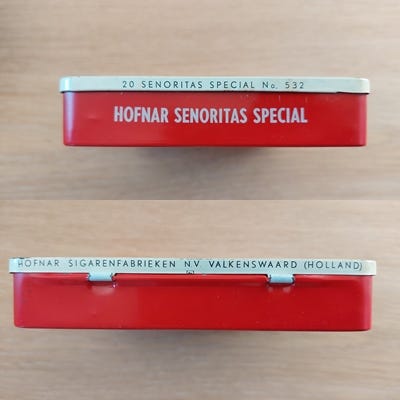 20 SENORITAS SPECIAL No. 532
HOFNAR SENORITAS SPECIAL
HOFNAR SIGARENFABRIEKEN N.V. VALKENSWAARD (HOLLAND)